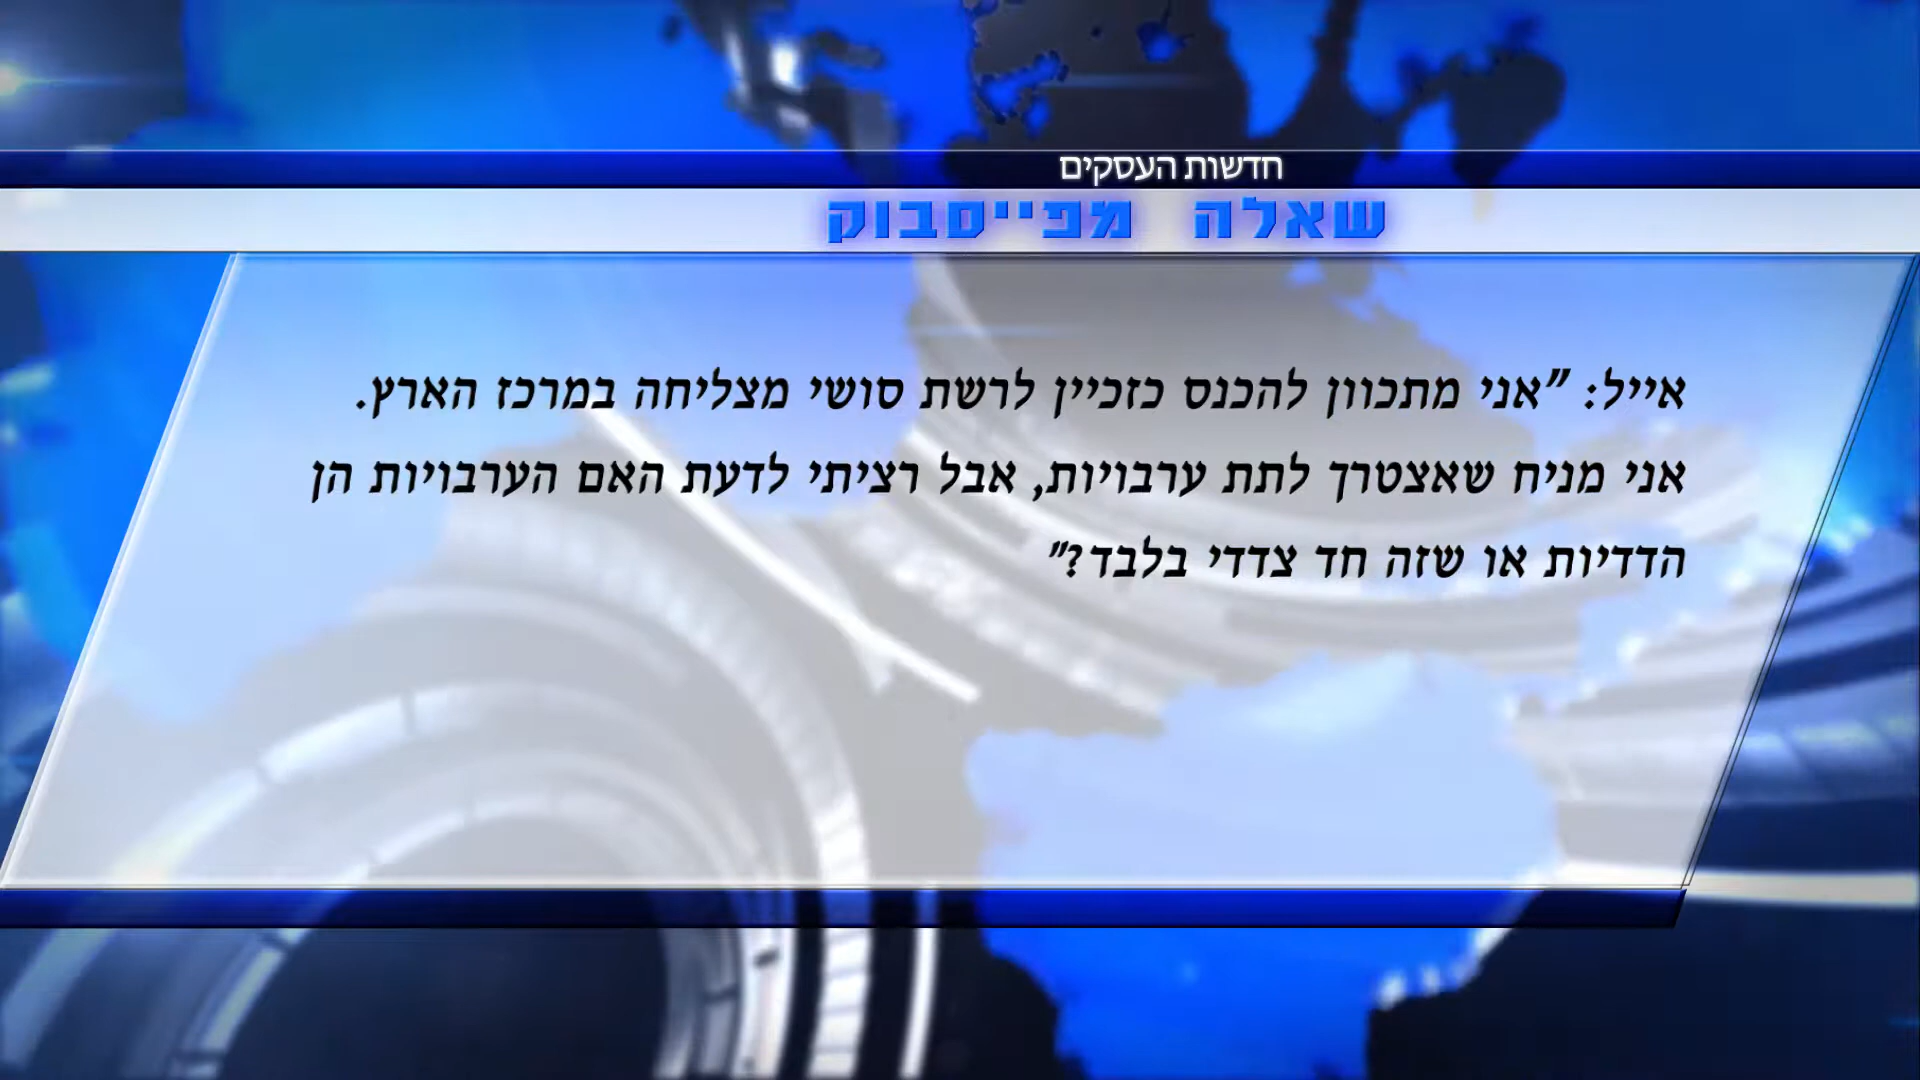 חדשות העסקים
שאלה מפייסבוק
אייל: "אני מתכוון להכנס כזכיין לרשת סושי מצליחה במרכז הארץ.
אני מניח שאצטרך לתת ערבויות, אבל רציתי לדעת האם הערבויות הן
הדדיות או שזה חד צדדי בלבד?"